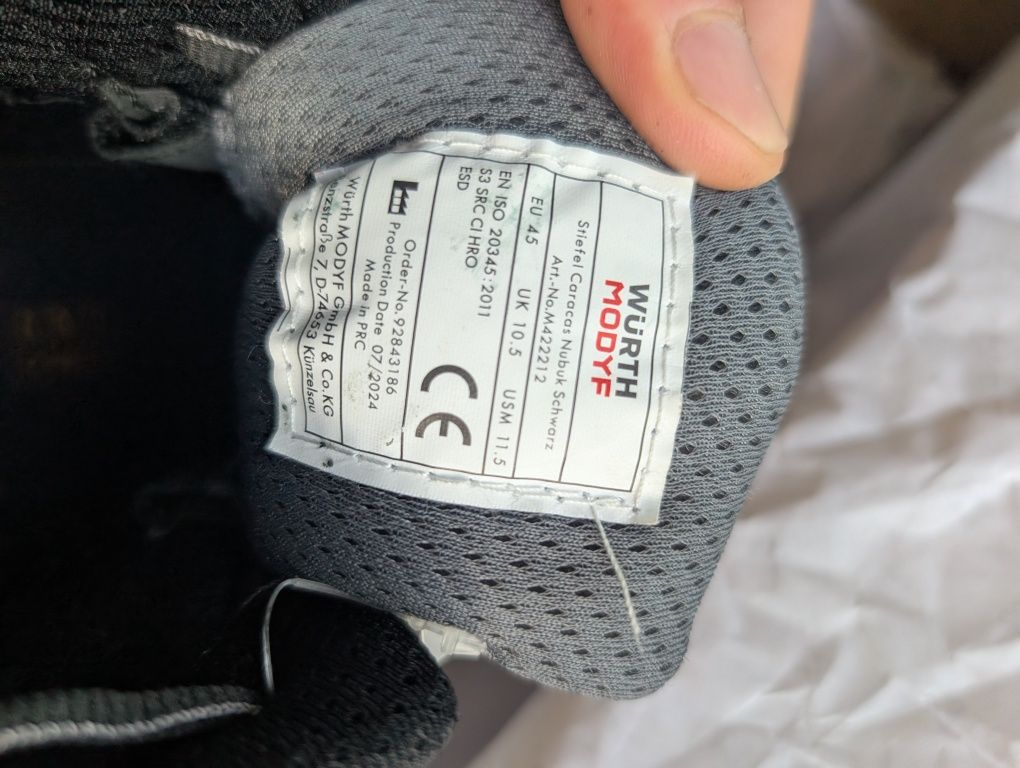 WÜRTH
MODYF
Stiefel Caracas Nubuk Schwarz
Art.-No.M422212
EU 45 UK 10.5 USM 11.5
EN ISO 20345:2011
S3 SRC CI HRO
ESD
CE
Order-No.92843186
Production Date 07/2024
Made in PRC
Würth MODYF GmbH & Co.KG
7, D-74653 Künzelsau